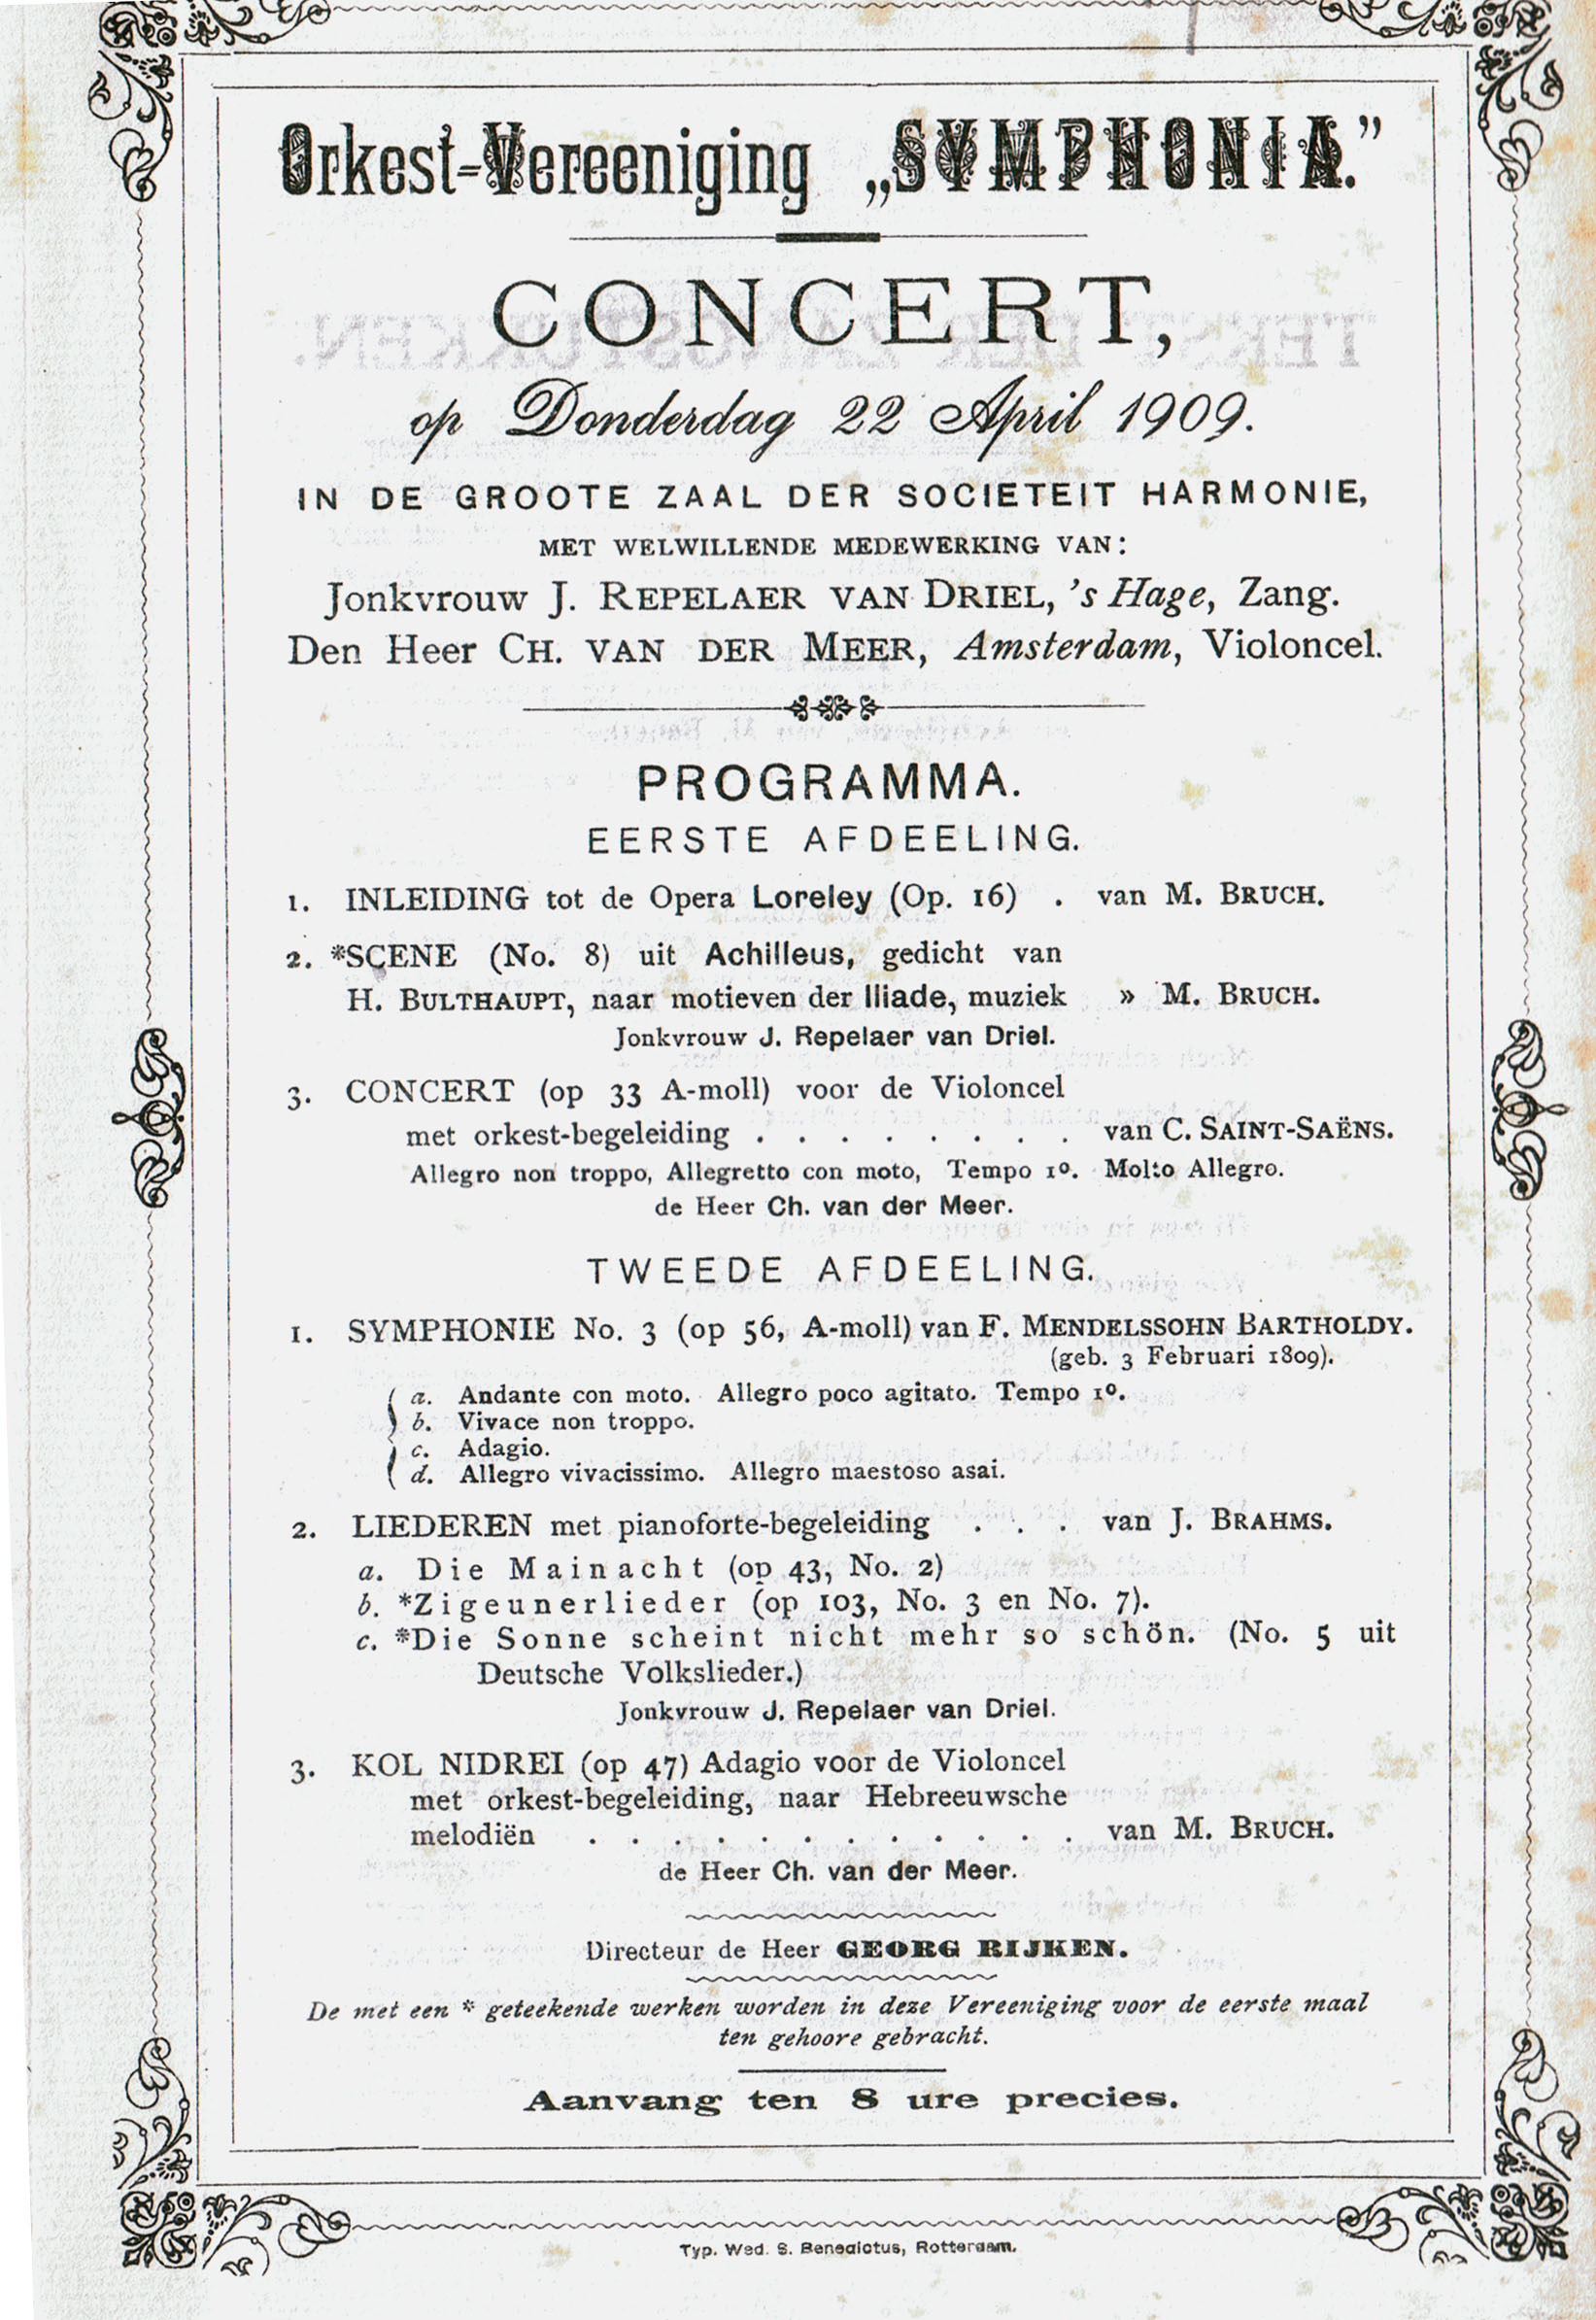 Orkest-Vereeniging „SYMPHONIA.”
CONCERT,
op Donderdag 22 April 1909.
IN DE GROOTE ZAAL DER SOCIETEIT HARMONIE,
MET WELWILLENDE MEDEWERKING VAN:
Jonkvrouw J. REPELAER VAN DRIEL, 's Hage, Zang.
Den Heer CH. VAN DER MEER, Amsterdam, Violoncel.
PROGRAMMA.
EERSTE AFDEELING.
1. INLEIDING tot de Opera Loreley (Op. 16) . van M. BRUCH.
2. *SCENE (No. 8) uit Achilleus, gedicht van
H. BULTHAUPT, naar motieven der Iliade, muziek » M. BRUCH.
Jonkvrouw J. Repelaer van Driel.
3. CONCERT (op 33 A-moll) voor de Violoncel
met orkest-begeleiding . . . . . . . . van C. SAINT-SAËNS.
Allegro non troppo, Allegretto con moto, Tempo 1º. Molto Allegro.
de Heer Ch. van der Meer.
TWEEDE AFDEELING.
1. SYMPHONIE No. 3 (op 56, A-moll) van F. MENDELSSOHN BARTHOLDY.
(geb. 3 Februari 1809).
a. Andante con moto. Allegro poco agitato. Tempo 1º.
b. Vivace non troppo.
c. Adagio.
d. Allegro vivacissimo. Allegro maestoso asai.
2. LIEDEREN met pianoforte-begeleiding . . . van J. BRAHMS.
a. Die Mainacht (op 43, No. 2)
b. *Zigeunerlieder (op 103, No. 3 en No. 7).
c. *Die Sonne scheint nicht mehr so schön. (No. 5 uit
Deutsche Volkslieder.)
Jonkvrouw J. Repelaer van Driel.
3. KOL NIDREI (op 47) Adagio voor de Violoncel
met orkest-begeleiding, naar Hebreeuwsche
melodiën . . . . . . . . . . . . van M. BRUCH.
de Heer Ch. van der Meer.
Directeur de Heer GEORG RIJKEN.
De met een * geteekende werken worden in deze Vereeniging voor de eerste maal
ten gehoore gebracht.
Aanvang ten 8 ure precies.
Typ. Wed. S. Benedictus, Rotterdam.